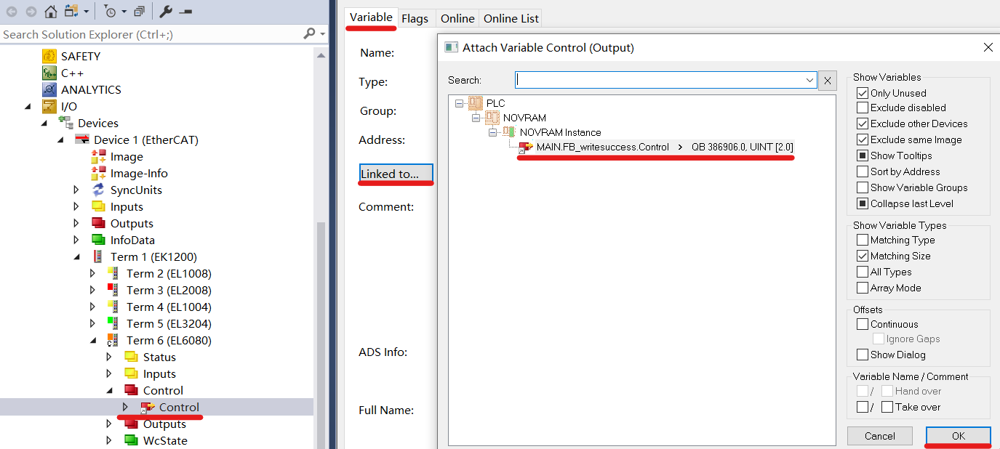 Search Solution Explorer (Ctrl+;)
SAFETY
C++
ANALYTICS
I/O
Devices
Device 1 (EtherCAT)
Image
Image-Info
SyncUnits
Inputs
Outputs
InfoData
Term 1 (EK1200)
Term 2 (EL1008)
Term 3 (EL2008)
Term 4 (EL1004)
Term 5 (EL3204)
Term 6 (EL6080)
Status
Inputs
Control
Control
Outputs
WcState
Variable Flags Online Online List
Name:
Type:
Group:
Address:
Linked to...
Comment:
ADS Info:
Full Name:
Attach Variable Control (Output)
Search:
X
PLC
NOVRAM
NOVRAM Instance
MAIN.FB_writesuccess.Control > QB 386906.0, UINT [2.0]
Show Variables
Only Unused
Exclude disabled
Exclude other Devices
Exclude same Image
Show Tooltips
Sort by Address
Show Variable Groups
Collapse last Level
Show Variable Types
Matching Type
Matching Size
All Types
Array Mode
Offsets
Continuous
Ignore Gaps
Show Dialog
Variable Name / Comment
/ Hand over
/ Take over
Cancel OK